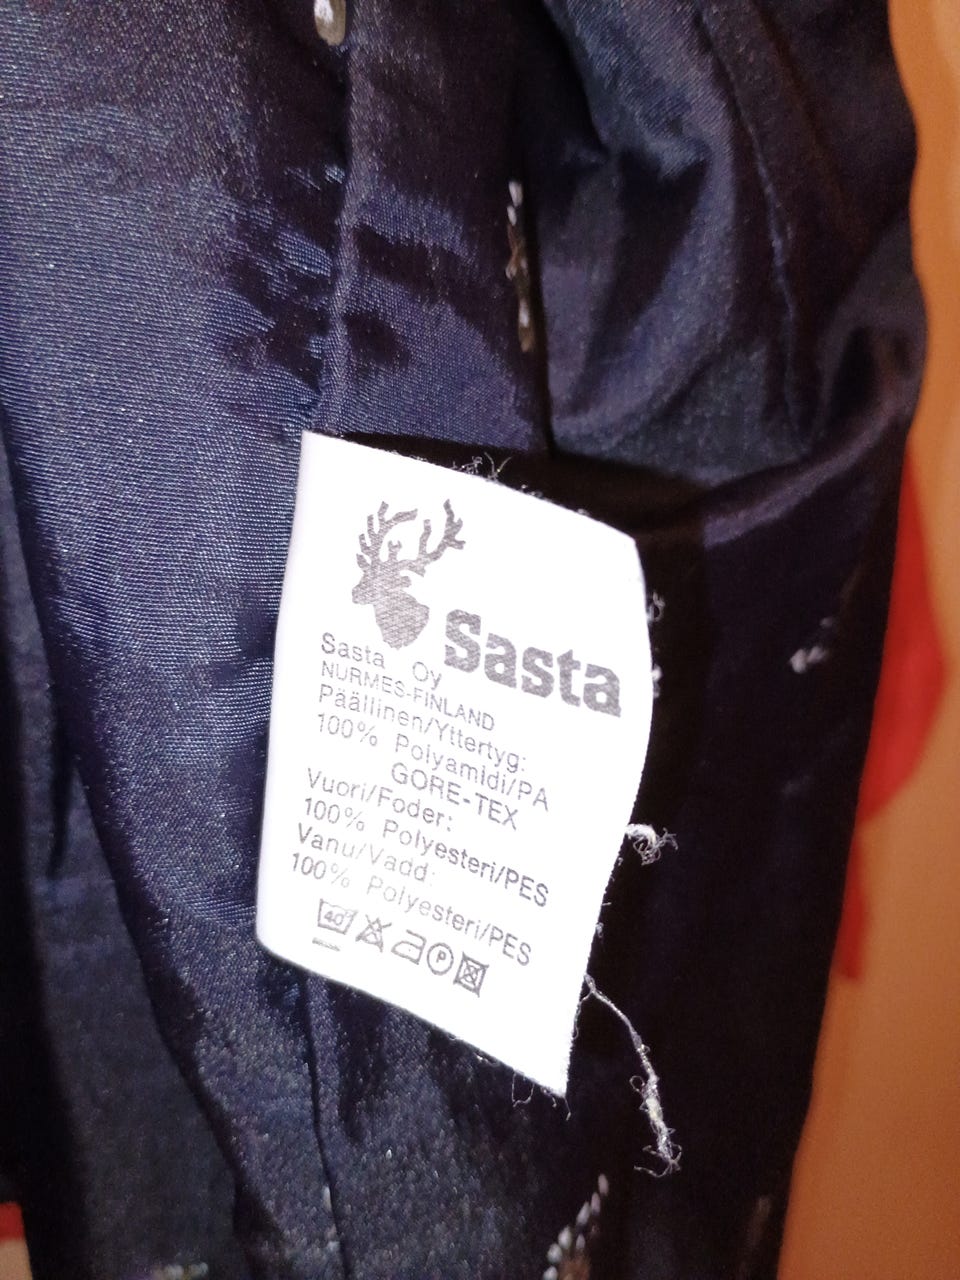 Sasta
Sasta Oy
NURMES-FINLAND
Päällinen/Yttertyg:
100% Polyamidi/PA
GORE-TEX
Vuori/Foder:
100% Polyesteri/PES
Vanu/Vadd:
100% Polyesteri/PES
40° P